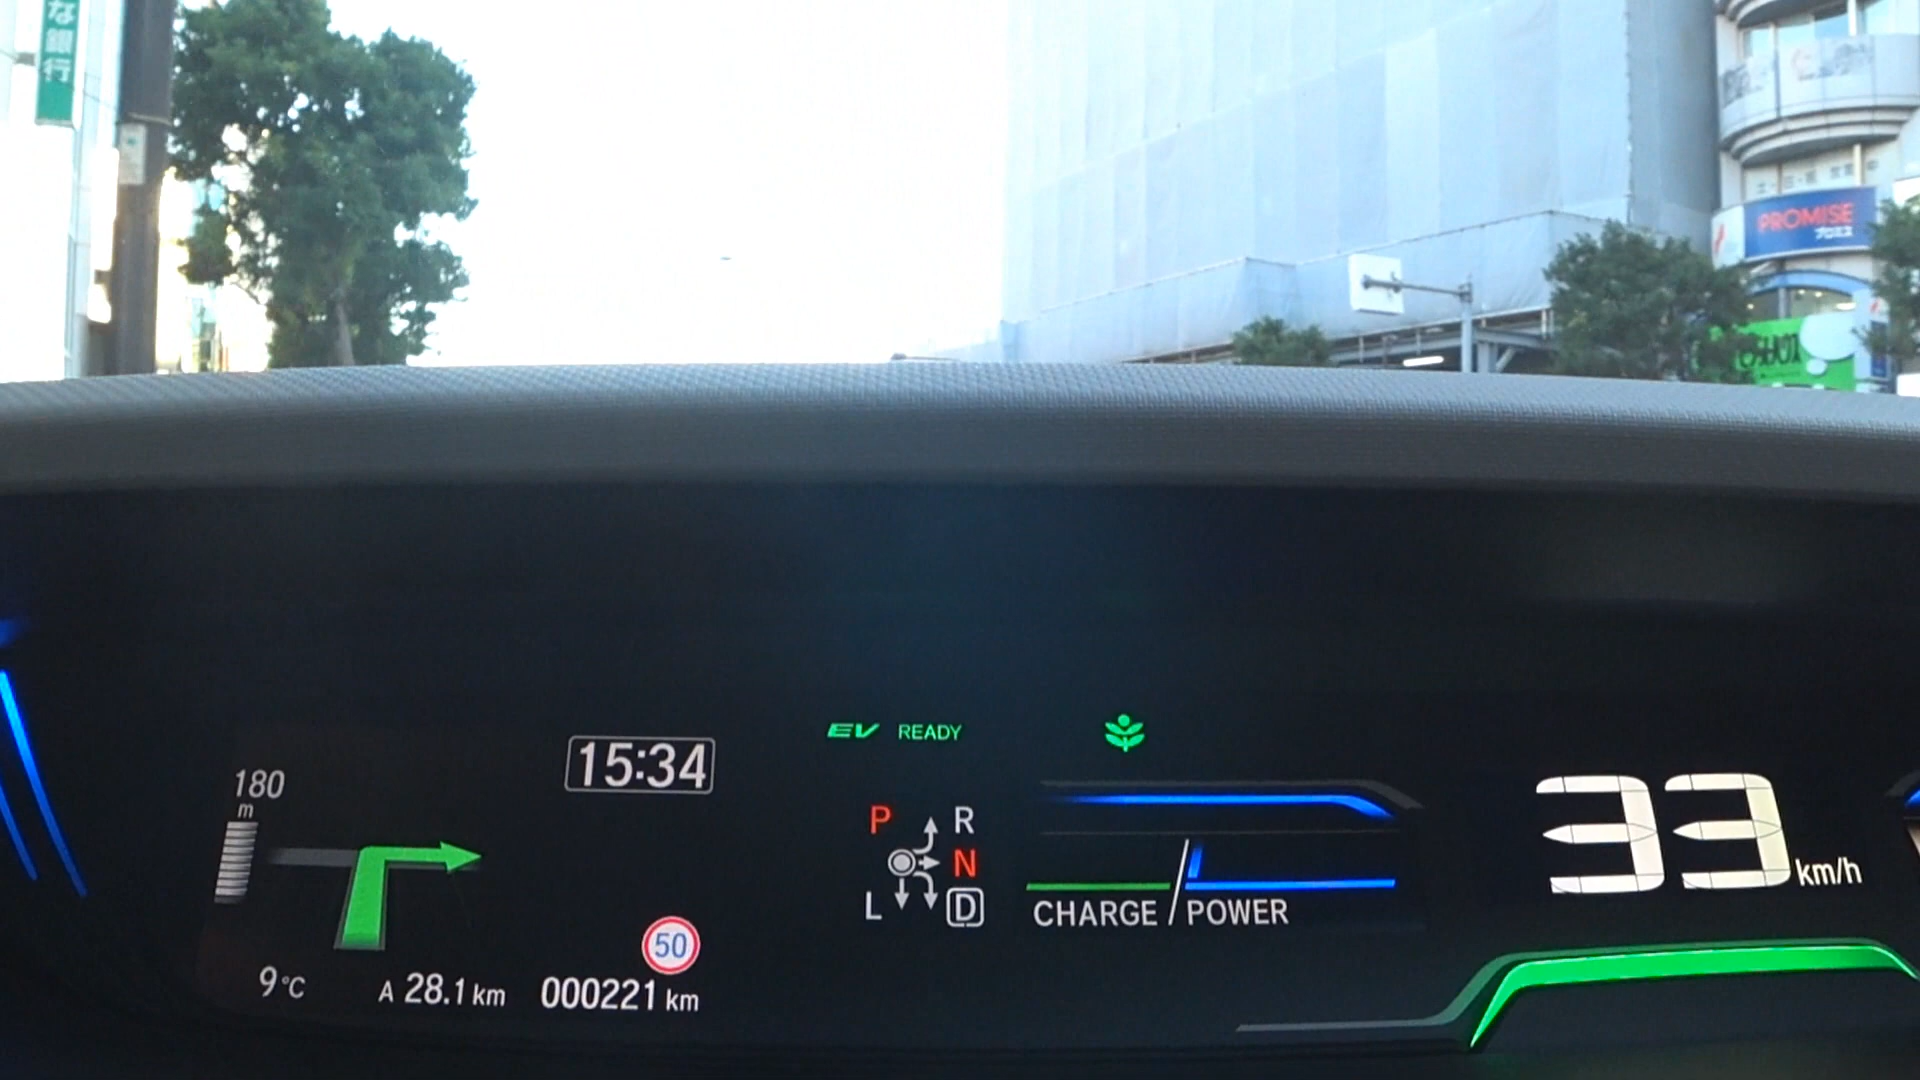 な銀行
PROMISE
プロミス
15:34
EV READY
180
m
P R
N
L D
CHARGE / POWER
33 km/h
50
9°C
A 28.1 km
000221 km